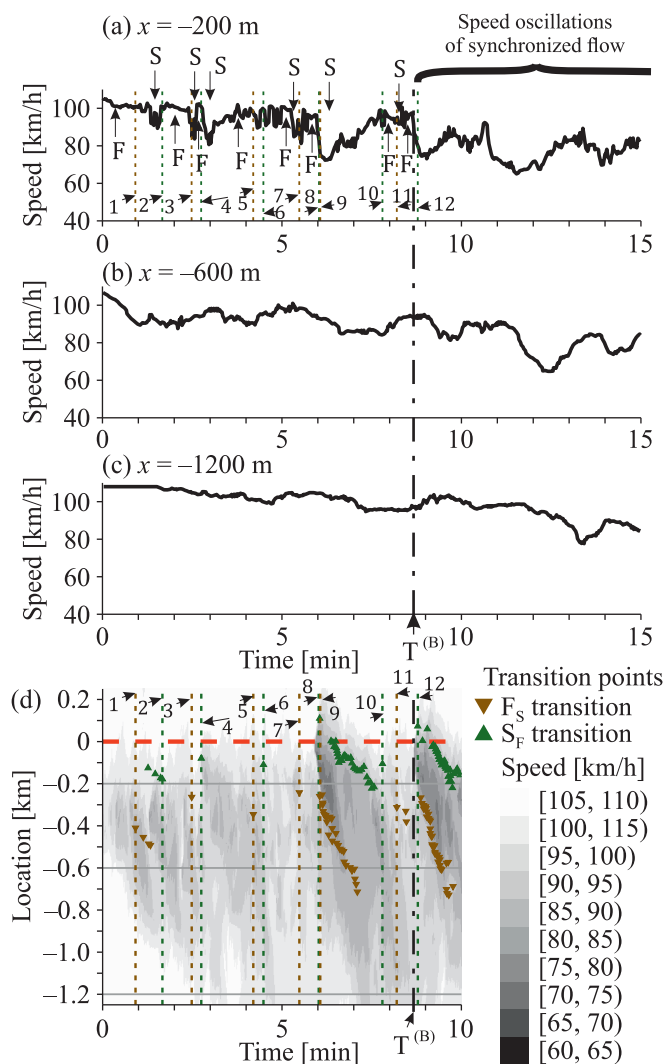 (a) x = –200 m
Speed oscillations
of synchronized flow
S S S S S S
F F F F F F F F
Speed [km/h]
100
80
60
40
1 2 3 4 5 6 7 8 9 10 11 12
0 5 10 15
(b) x = –600 m
Speed [km/h]
100
80
60
40
0 5 10 15
(c) x = –1200 m
Speed [km/h]
100
80
60
40
0 5 10 15
Time [min]
T (B)
(d)
1 2 3 4 5 6 7 8 9 10 11 12
Location [km]
0.2
0
–0.2
–0.4
–0.6
–0.8
–1.0
–1.2
0 5 10
Time [min]
T (B)
Transition points
FS transition
SF transition
Speed [km/h]
[105, 110)
[100, 115)
[95, 100)
[90, 95)
[85, 90)
[80, 85)
[75, 80)
[70, 75)
[65, 70)
[60, 65)